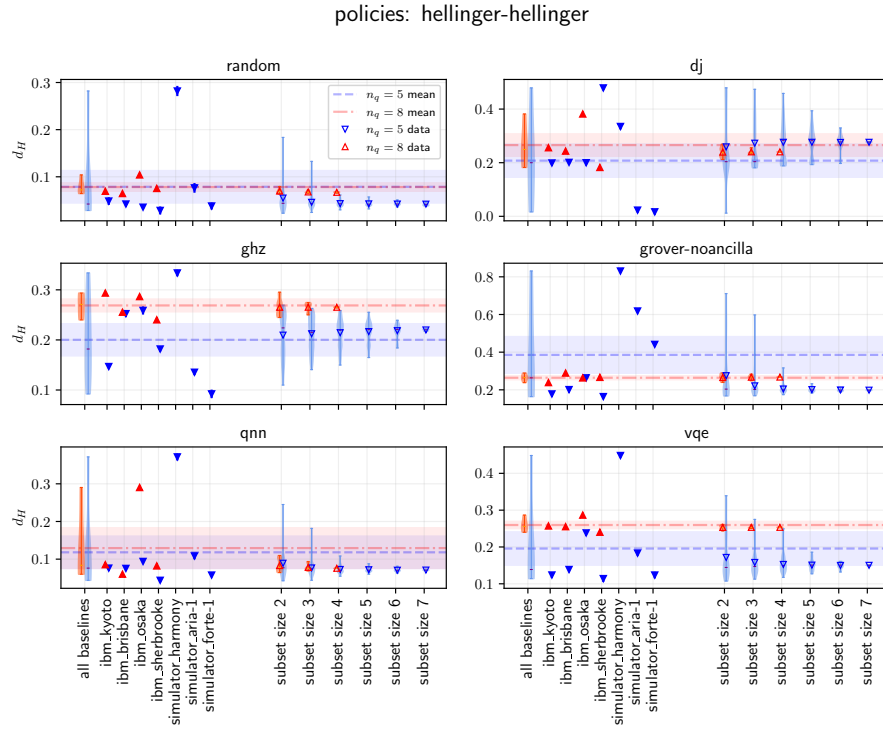 policies: hellinger-hellinger
random
0.3
0.2
0.1
d_H
n_q = 5 mean
n_q = 8 mean
n_q = 5 data
n_q = 8 data
dj
0.4
0.2
0.0
ghz
0.3
0.2
0.1
d_H
grover-noancilla
0.8
0.6
0.4
0.2
qnn
0.3
0.2
0.1
d_H
all baselines
ibm_kyoto
ibm_brisbane
ibm_osaka
ibm_sherbrooke
simulator_harmony
simulator_aria-1
simulator_forte-1
subset size 2
subset size 3
subset size 4
subset size 5
subset size 6
subset size 7
vqe
0.4
0.3
0.2
0.1
all baselines
ibm_kyoto
ibm_brisbane
ibm_osaka
ibm_sherbrooke
simulator_harmony
simulator_aria-1
simulator_forte-1
subset size 2
subset size 3
subset size 4
subset size 5
subset size 6
subset size 7